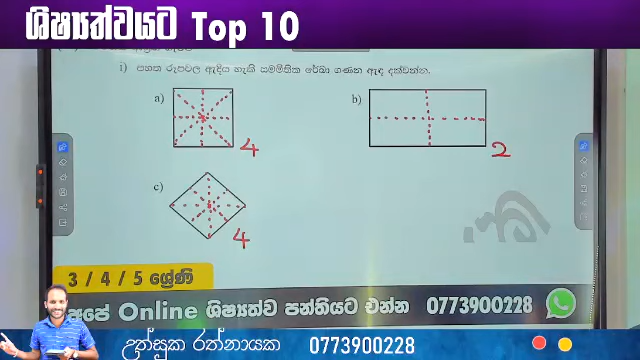 ශිෂ්‍යත්වයට Top 10
i) පහත රූපවල ඇදිය හැකි සමමිතික රේඛා ගණන ඇඳ දක්වන්න.
a)
b)
4
2
c)
4
3 / 4 / 5 ශ්‍රේණි
අපේ Online ශිෂ්‍යත්ව පන්තියට එන්න 0773900228
උත්සුක රත්නායක 0773900228